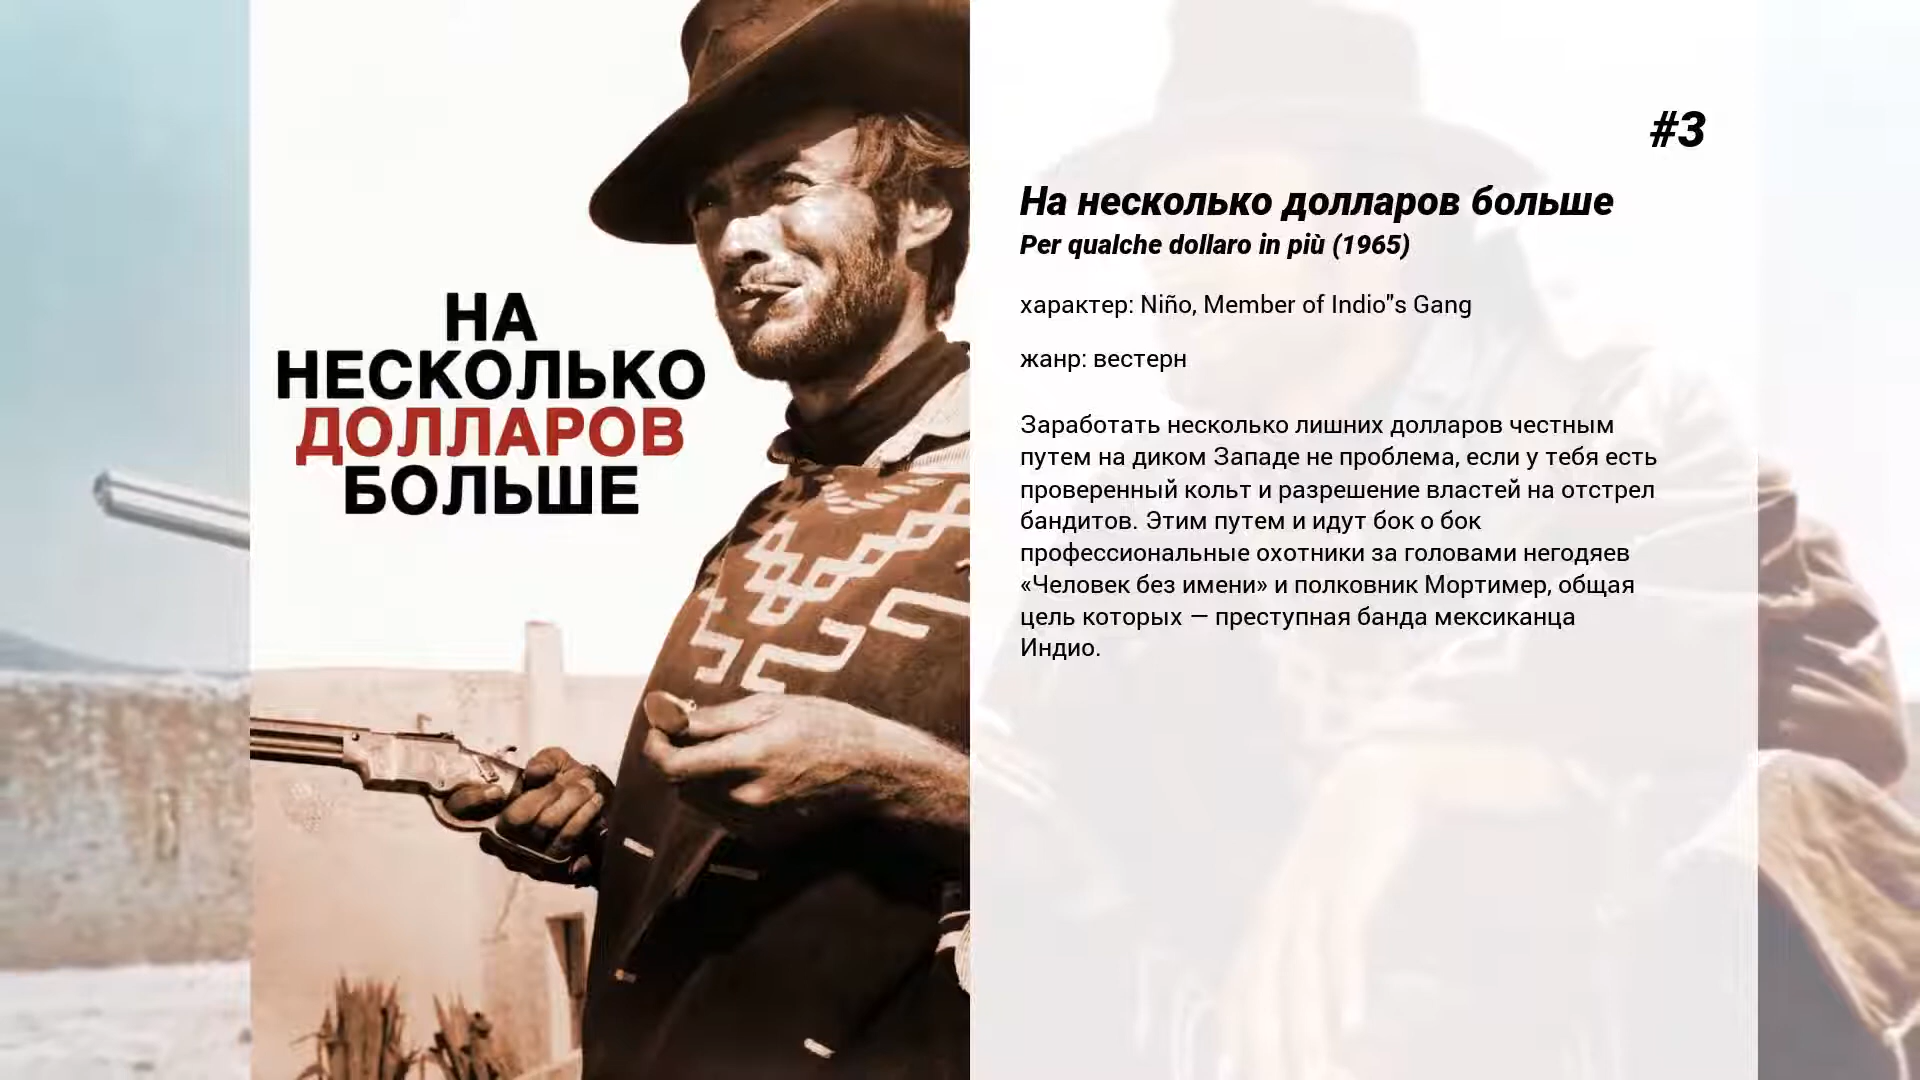 НА
НЕСКОЛЬКО
ДОЛЛАРОВ
БОЛЬШЕ
#3
На несколько долларов больше
Per qualche dollaro in più (1965)
характер: Niño, Member of Indio"s Gang
жанр: вестерн
Заработать несколько лишних долларов честным
путем на диком Западе не проблема, если у тебя есть
проверенный кольт и разрешение властей на отстрел
бандитов. Этим путем и идут бок о бок
профессиональные охотники за головами негодяев
«Человек без имени» и полковник Мортимер, общая
цель которых — преступная банда мексиканца
Индио.